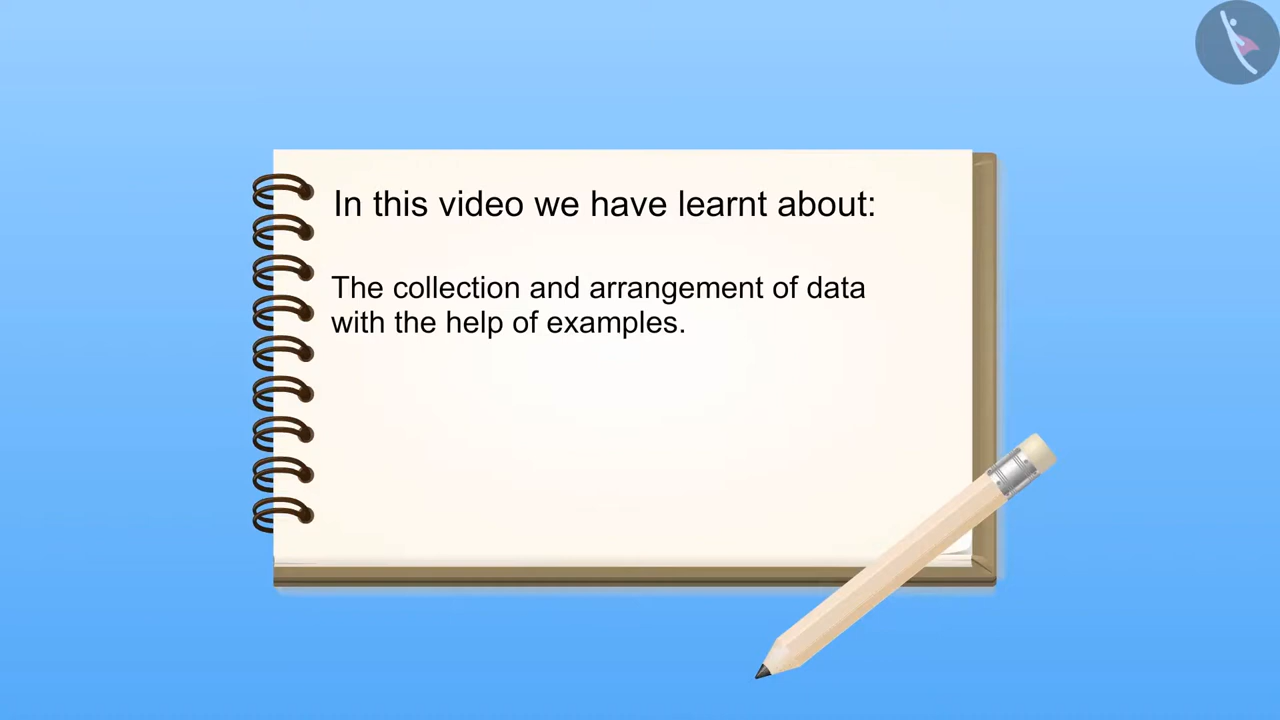 In this video we have learnt about:
The collection and arrangement of data
with the help of examples.